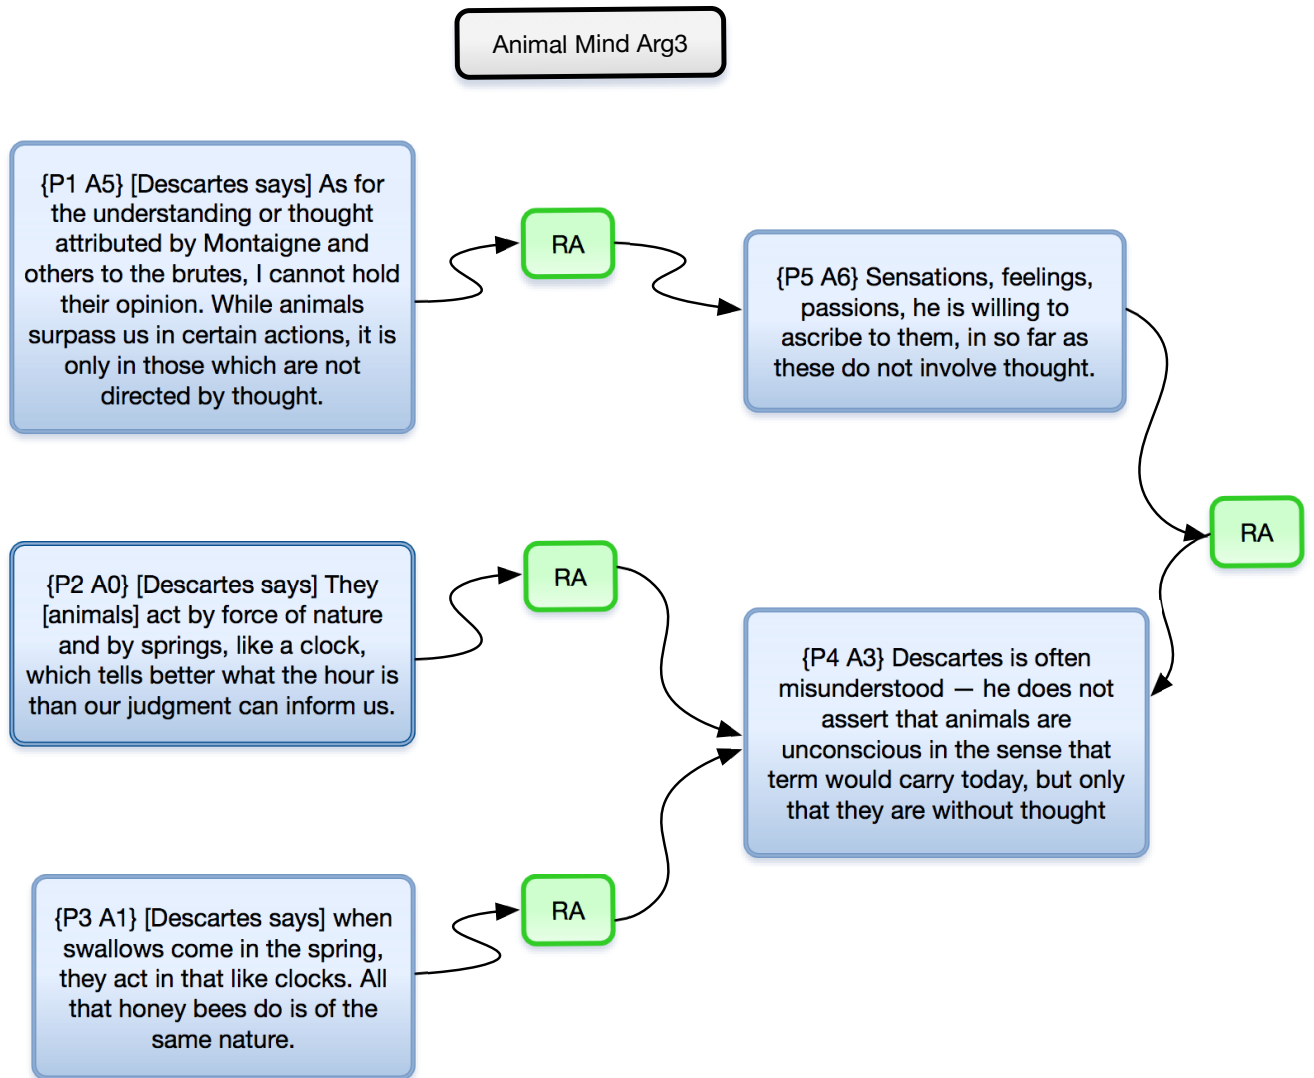 Animal Mind Arg3
{P1 A5} [Descartes says] As for
the understanding or thought
attributed by Montaigne and
others to the brutes, I cannot hold
their opinion. While animals
surpass us in certain actions, it is
only in those which are not
directed by thought.
RA
{P5 A6} Sensations, feelings,
passions, he is willing to
ascribe to them, in so far as
these do not involve thought.
RA
{P2 A0} [Descartes says] They
[animals] act by force of nature
and by springs, like a clock,
which tells better what the hour is
than our judgment can inform us.
RA
{P4 A3} Descartes is often
misunderstood — he does not
assert that animals are
unconscious in the sense that
term would carry today, but only
that they are without thought
{P3 A1} [Descartes says] when
swallows come in the spring,
they act in that like clocks. All
that honey bees do is of the
same nature.
RA